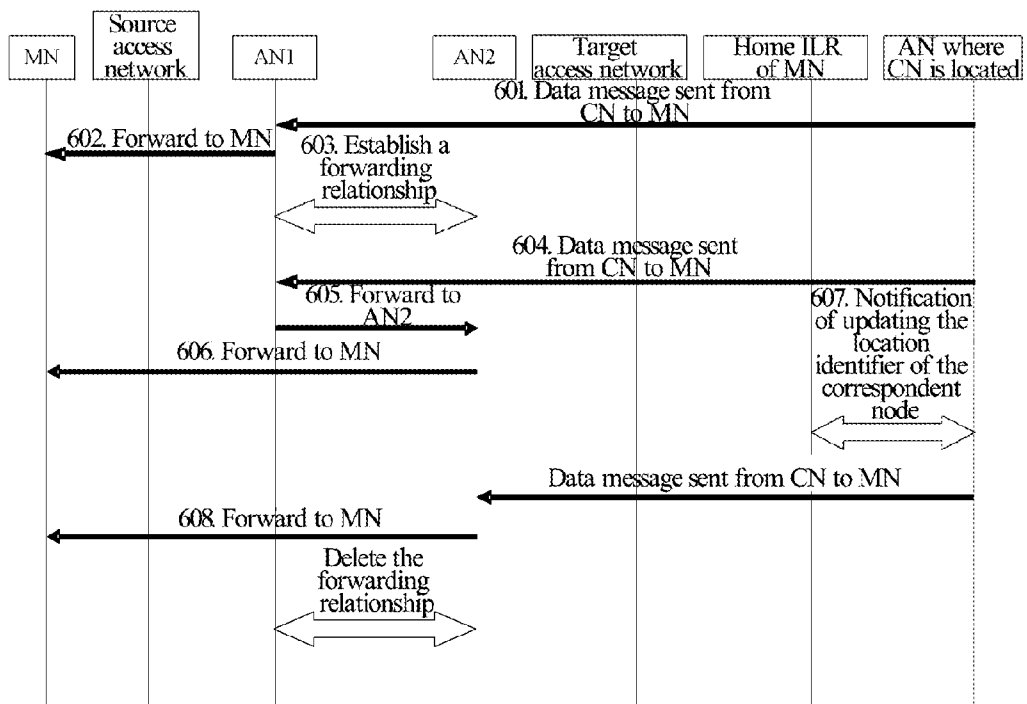 MN
Source
access
network
AN1
AN2
Target
access network
Home ILR
of MN
AN where
CN is located
601. Data message sent from
CN to MN
602. Forward to MN
603. Establish a
forwarding
relationship
604. Data message sent
from CN to MN
605. Forward to
AN2
606. Forward to MN
607. Notification
of updating the
location
identifier of the
correspondent
node
Data message sent from CN to MN
608. Forward to MN
Delete the
forwarding
relationship